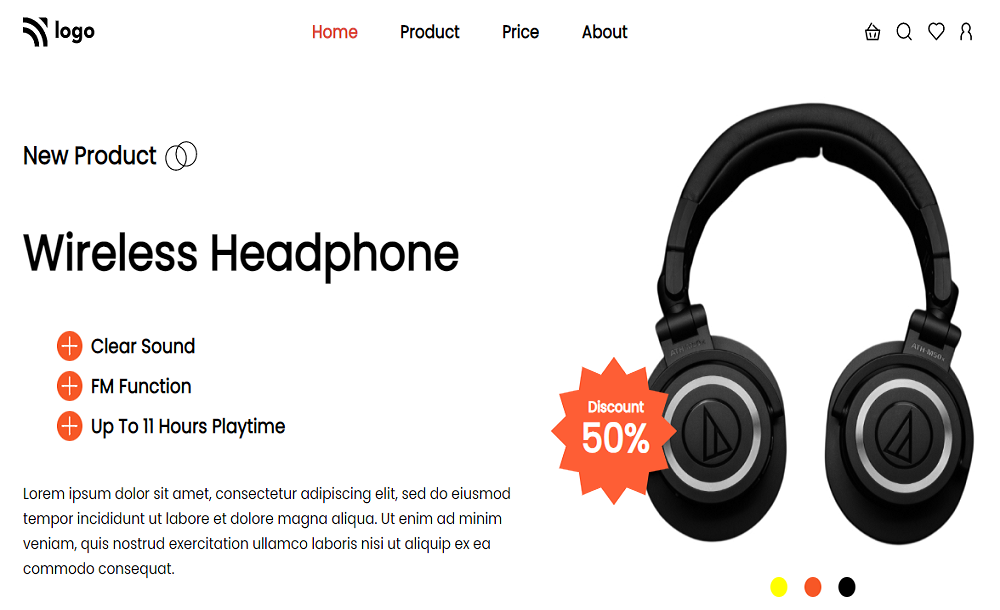 logo
Home
Product
Price
About
New Product
Wireless Headphone
Clear Sound
FM Function
Up To 11 Hours Playtime
Lorem ipsum dolor sit amet, consectetur adipiscing elit, sed do eiusmod
tempor incididunt ut labore et dolore magna aliqua. Ut enim ad minim
veniam, quis nostrud exercitation ullamco laboris nisi ut aliquip ex ea
commodo consequat.
Discount
50%